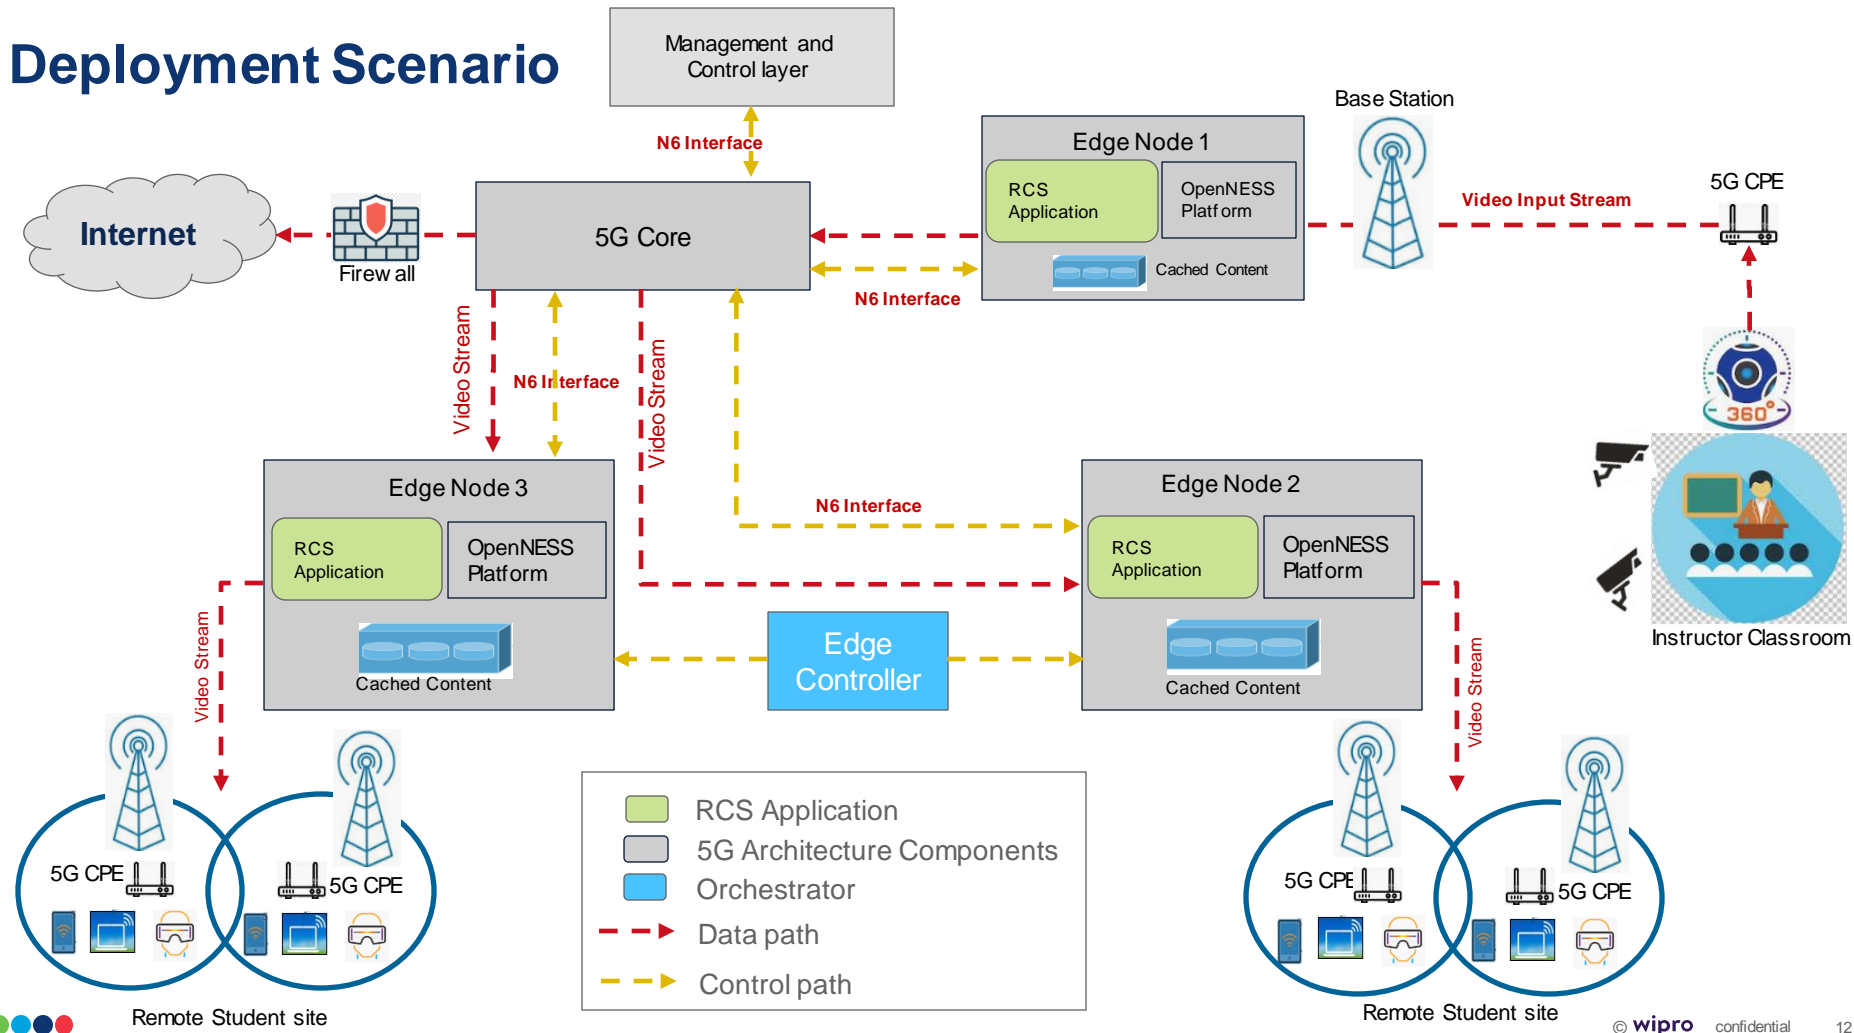 Deployment Scenario
Management and
Control layer
N6 Interface
Base Station
Edge Node 1
RCS
Application
OpenNESS
Platform
Cached Content
Video Input Stream
5G CPE
Internet
Firewall
5G Core
N6 Interface
Video Stream
N6 Interface
Video Stream
360°
Edge Node 3
RCS
Application
OpenNESS
Platform
Cached Content
N6 Interface
Edge Node 2
RCS
Application
OpenNESS
Platform
Cached Content
Edge
Controller
Instructor Classroom
Video Stream
Video Stream
RCS Application
5G Architecture Components
Orchestrator
Data path
Control path
5G CPE
5G CPE
5G CPE
5G CPE
Remote Student site
Remote Student site
© wipro confidential 12